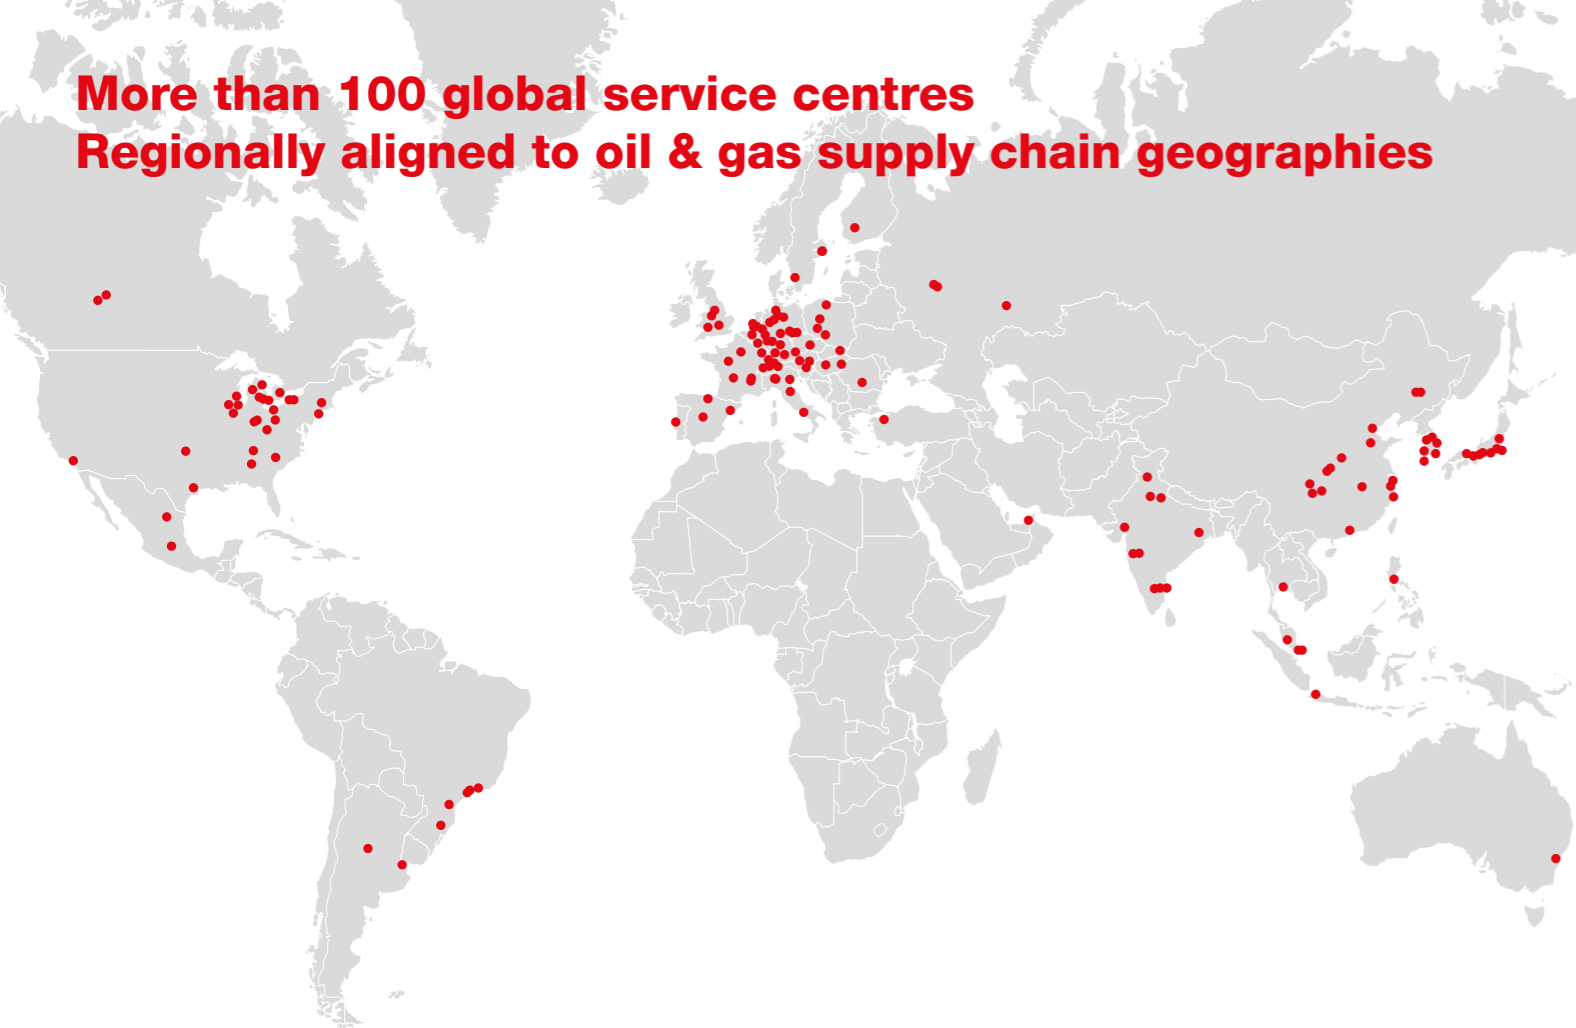 More than 100 global service centres
Regionally aligned to oil & gas supply chain geographies